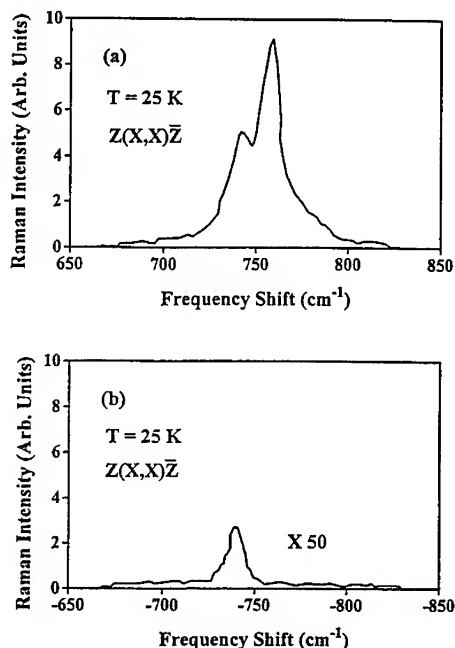 Raman Intensity (Arb. Units)
10
8
6
4
2
0
(a)
T = 25 K
Z(X,X)Z̅
650 700 750 800 850
Frequency Shift (cm⁻¹)
Raman Intensity (Arb. Units)
10
8
6
4
2
0
(b)
T = 25 K
Z(X,X)Z̅
X 50
-650 -700 -750 -800 -850
-Frequency Shift (cm⁻¹)